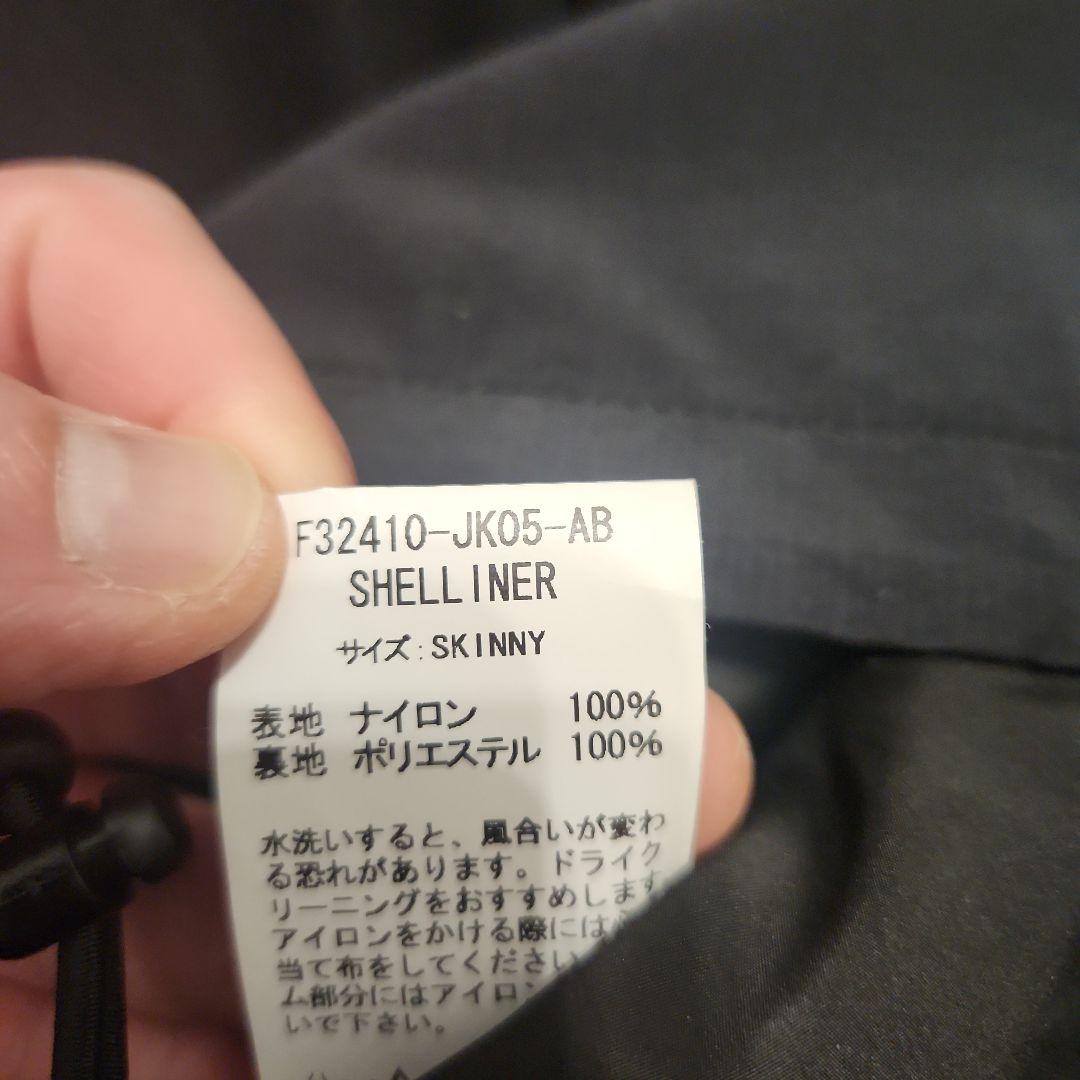 F32410-JK05-AB
SHELLINER
サイズ:SKINNY
表地 ナイロン 100%
裏地 ポリエステル 100%
水洗いすると、風合いが変わ
る恐れがあります。ドライク
リーニングをおすすめします
アイロンをかける際には
当て布をしてください
ム部分にはアイロン
いで下さい。